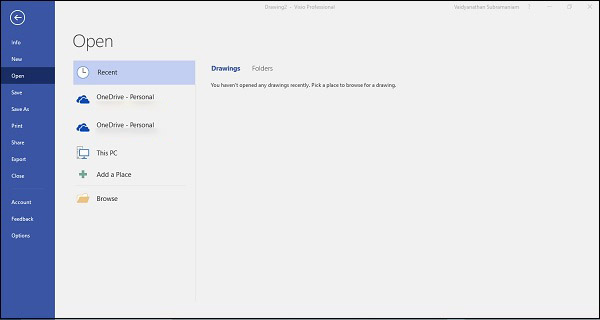 Drawing2 - Visio Professional
Vaidyanathan Subramaniam
?
Info
New
Open
Save
Save As
Print
Share
Export
Close
Account
Feedback
Options
Open
Recent
OneDrive - Personal
OneDrive - Personal
This PC
Add a Place
Browse
Drawings Folders
You haven't opened any drawings recently. Pick a place to browse for a drawing.